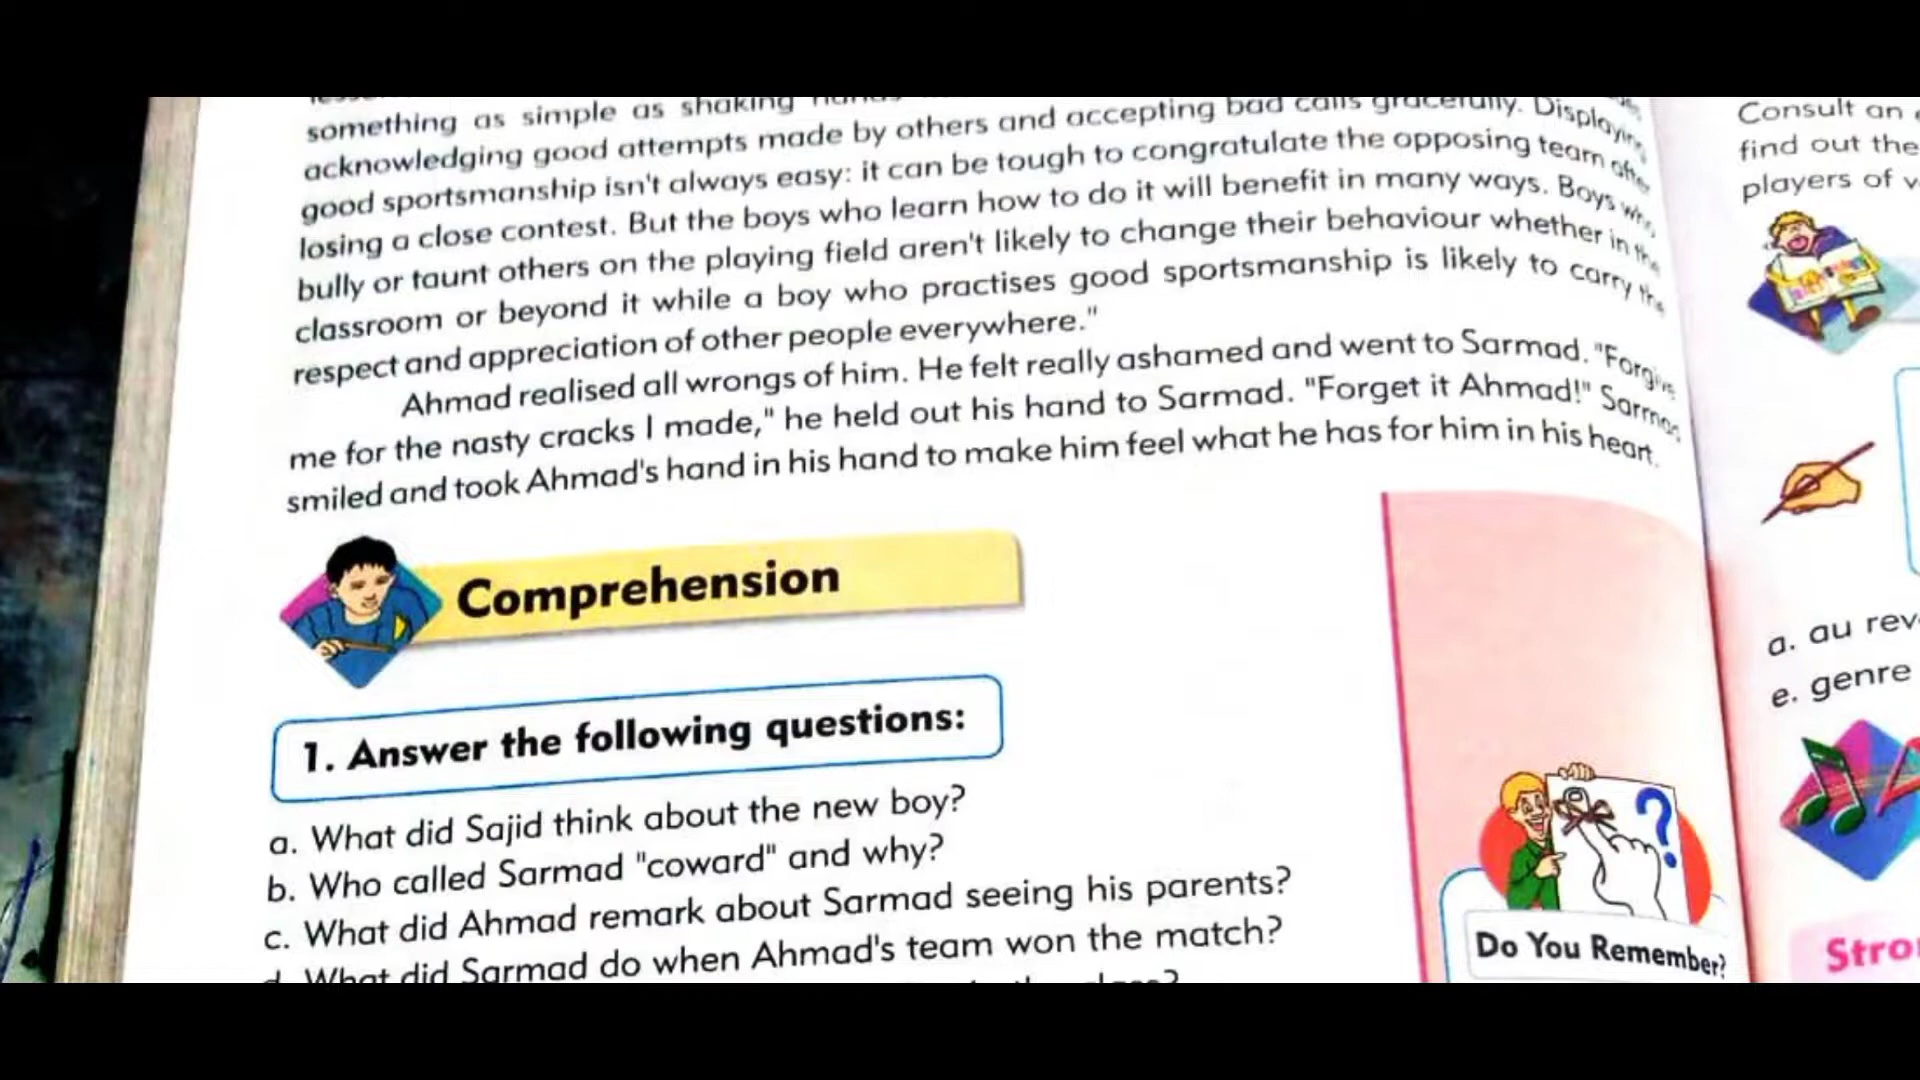 something as simple as shaking
acknowledging good attempts made by others and accepting bad calls gracefully. Displaying
good sportsmanship isn't always easy: it can be tough to congratulate the opposing team after
losing a close contest. But the boys who learn how to do it will benefit in many ways. Boys who
bully or taunt others on the playing field aren't likely to change their behaviour whether in the
classroom or beyond it while a boy who practises good sportsmanship is likely to carry the
respect and appreciation of other people everywhere."
Ahmad realised all wrongs of him. He felt really ashamed and went to Sarmad. "Forgive
me for the nasty cracks I made," he held out his hand to Sarmad. "Forget it Ahmad!" Sarmad
smiled and took Ahmad's hand in his hand to make him feel what he has for him in his heart.
Comprehension
1. Answer the following questions:
a. What did Sajid think about the new boy?
b. Who called Sarmad "coward" and why?
c. What did Ahmad remark about Sarmad seeing his parents?
d. What did Sarmad do when Ahmad's team won the match?
Do You Remember?
Consult an
find out the
players of
a. au
e. genre